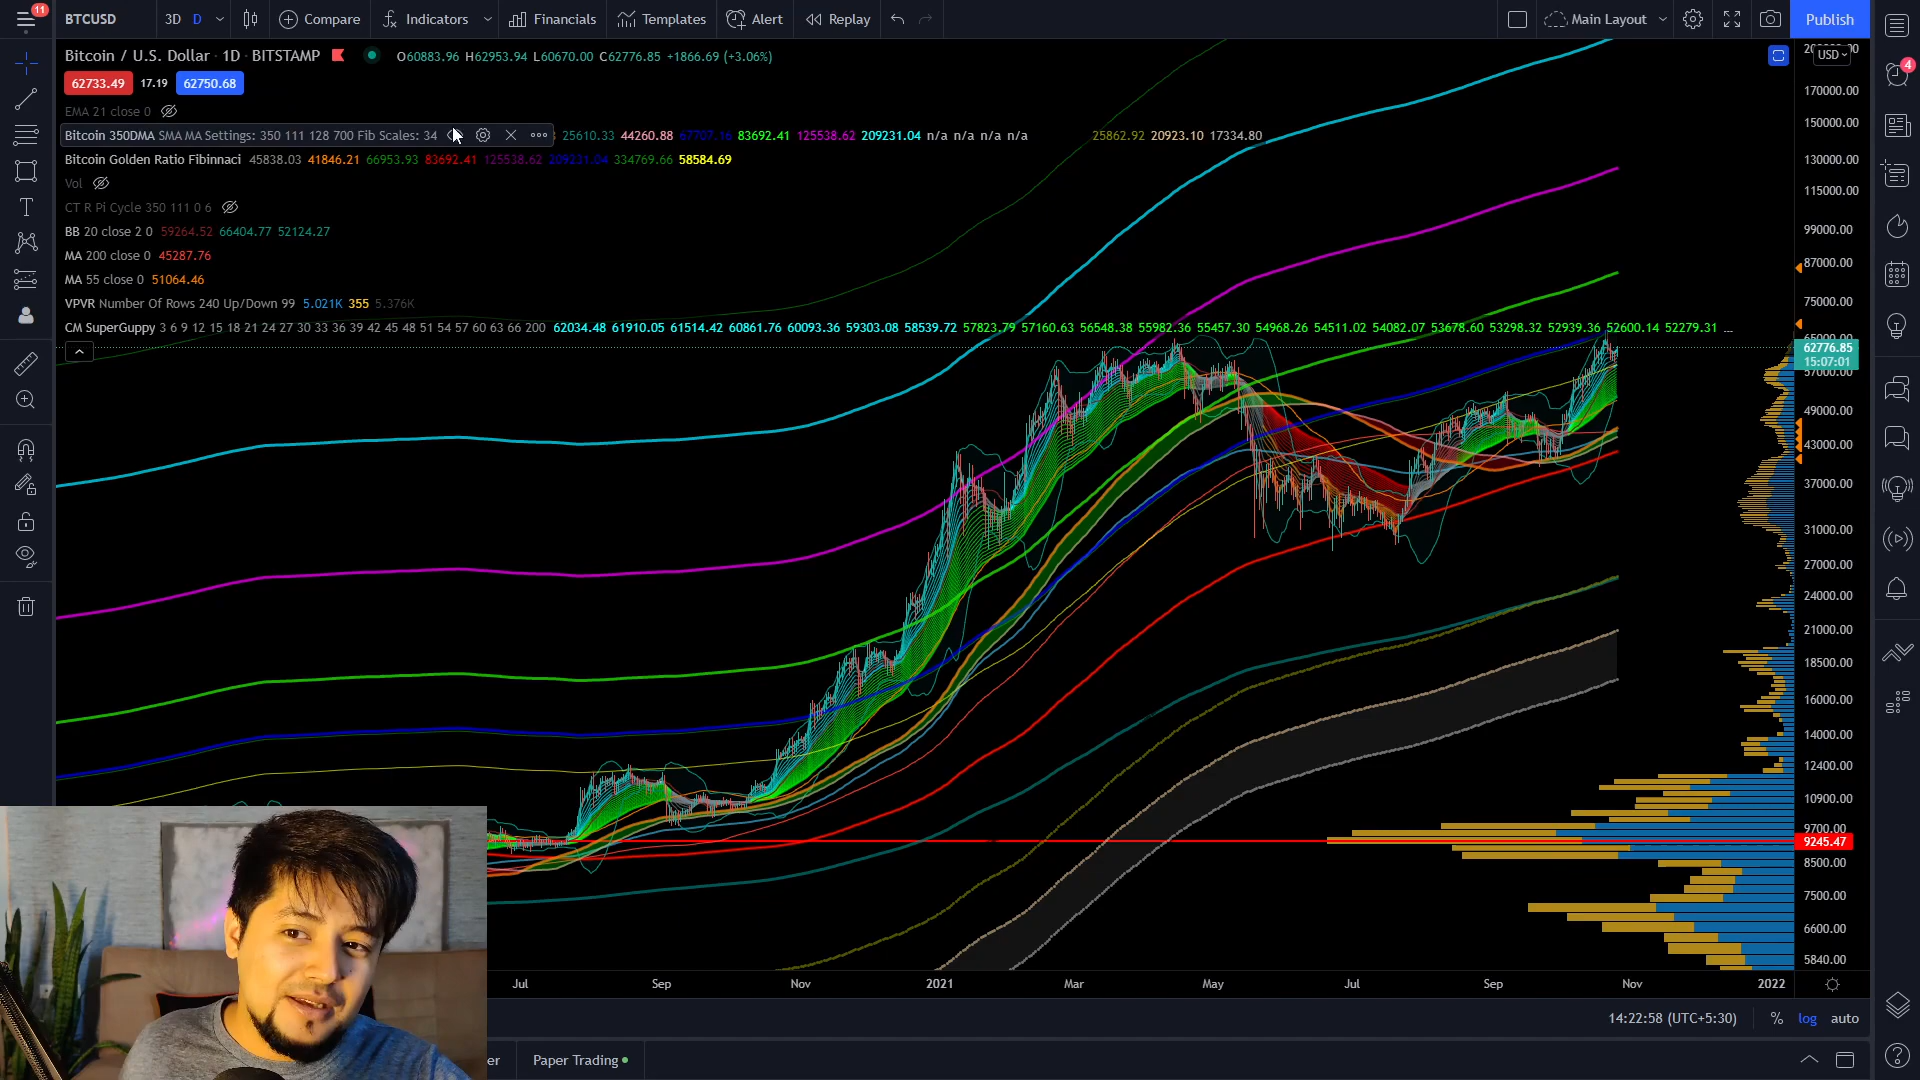 11
BTCUSD 3D D Compare Indicators Financials Templates Alert Replay Main Layout Publish
Bitcoin / U.S. Dollar · 1D · BITSTAMP O60883.96 H62953.94 L60670.00 C62776.85 +1866.69 (+3.06%)
USD
62733.49 17.19 62750.68
4
EMA 21 close 0
Bitcoin 350DMA SMA MA Settings: 350 111 128 700 Fib Scales: 34 25610.33 44260.88 67707.16 83692.41 125538.62 209231.04 n/a n/a n/a n/a 25862.92 20923.10 17334.80
Bitcoin Golden Ratio Fibinnaci 45838.03 41846.21 66953.93 83692.41 125538.62 209231.04 334769.66 58584.69
Vol
CT R Pi Cycle 350 111 0 6
BB 20 close 2 0 59264.52 66404.77 52124.27
MA 200 close 0 45287.76
MA 55 close 0 51064.46
VPVR Number Of Rows 240 Up/Down 99 5.021K 355 5.376K
CM SuperGuppy 3 6 9 12 15 18 21 24 27 30 33 36 39 42 45 48 51 54 57 60 63 66 200 62034.48 61910.05 61514.42 60861.76 60093.36 59303.08 58539.72 57823.79 57160.63 56548.38 55982.36 55457.30 54968.26 54511.02 54082.07 53678.60 53298.32 52939.36 52600.14 52279.31 ...
170000.00
150000.00
130000.00
115000.00
99000.00
87000.00
75000.00
65000.00
62776.85
15:07:01
57000.00
49000.00
43000.00
37000.00
31000.00
27000.00
24000.00
21000.00
18500.00
16000.00
14000.00
12400.00
10900.00
9700.00
9245.47
8500.00
7500.00
6600.00
5840.00
Jul Sep Nov 2021 Mar May Jul Sep Nov 2022
14:22:58 (UTC+5:30) % log auto
er Paper Trading